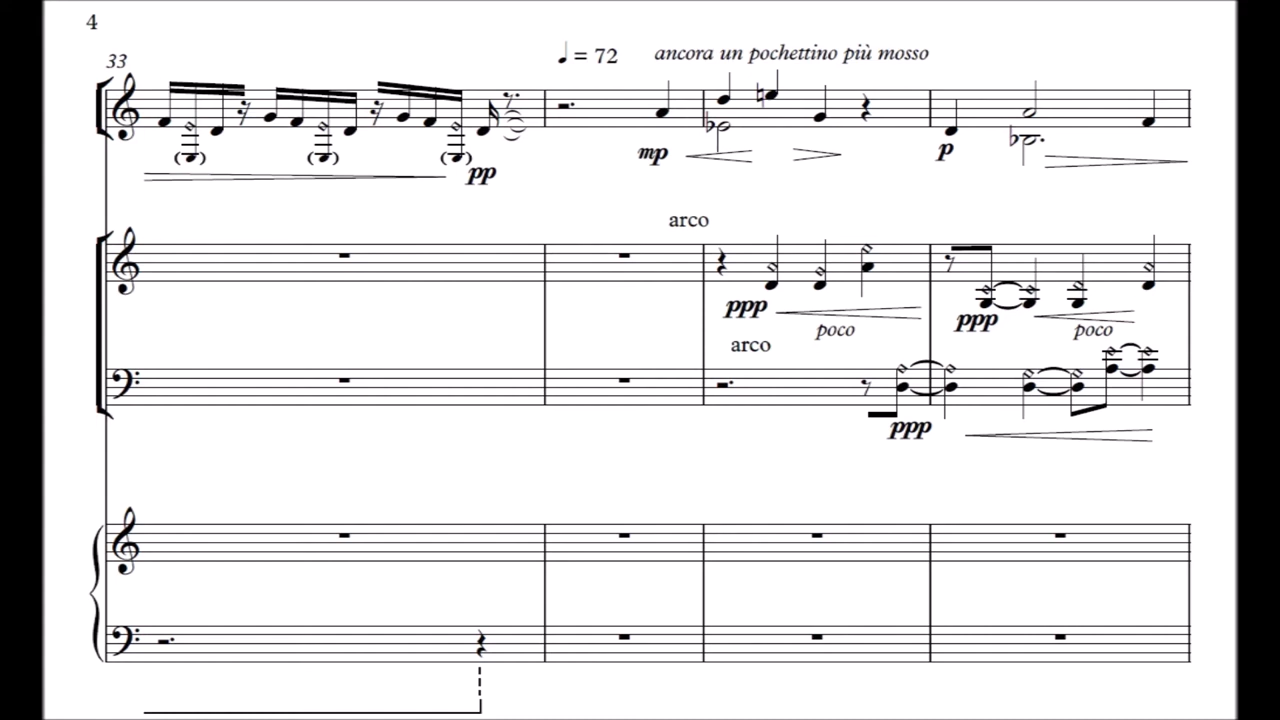 4
33
♩ = 72 ancora un pochettino più mosso
pp
mp
p
arco
ppp
poco
ppp
poco
arco
ppp